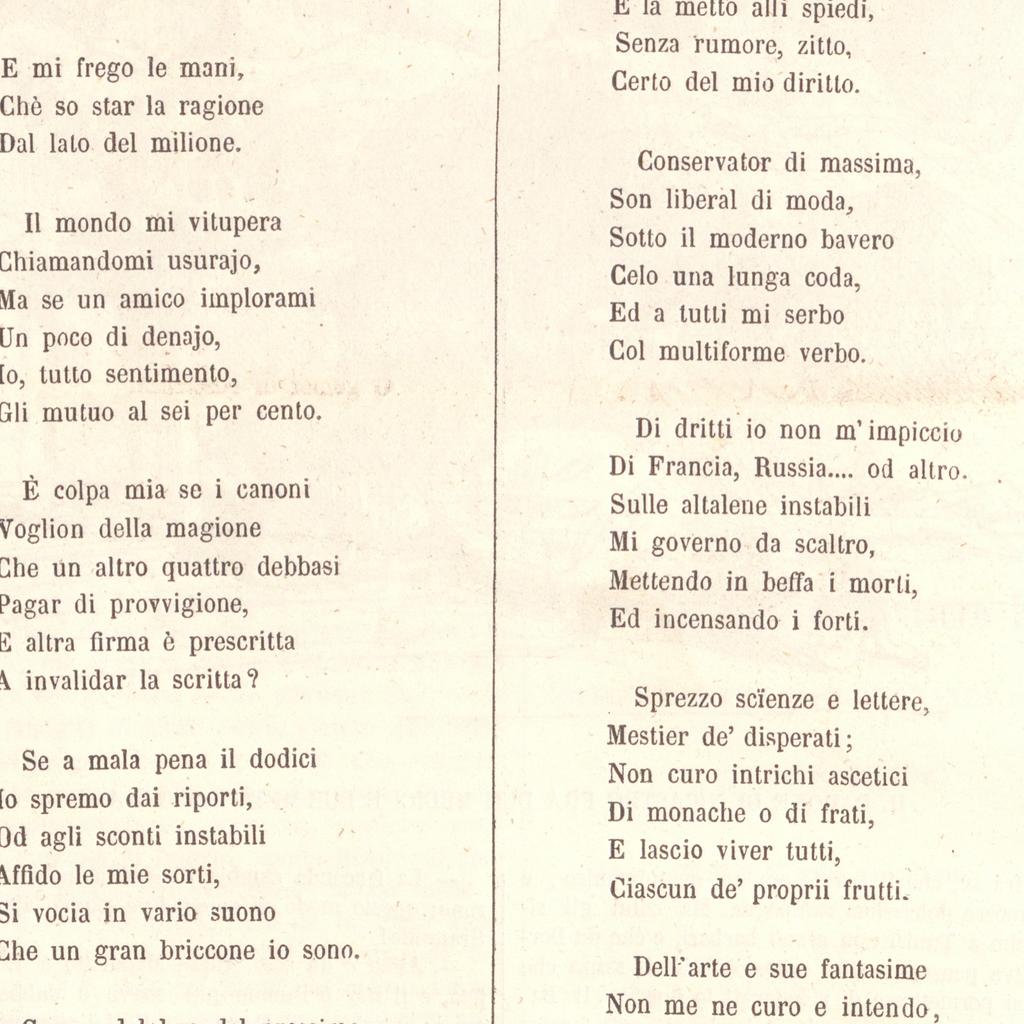 E mi frego le mani,
Chè so star la ragione
Dal lato del milione.
Il mondo mi vitupera
Chiamandomi usurajo,
Ma se un amico implorami
Un poco di denajo,
Io, tutto sentimento,
Gli mutuo al sei per cento.
È colpa mia se i canoni
Voglion della magione
Che un altro quattro debbasi
Pagar di provvigione,
E altra firma è prescritta
A invalidar la scritta?
Se a mala pena il dodici
Io spremo dai riporti,
Od agli sconti instabili
Affido le mie sorti,
Si vocia in vario suono
Che un gran briccone io sono.
E la metto alli spiedi,
Senza rumore, zitto,
Certo del mio diritto.
Conservator di massima,
Son liberal di moda,
Sotto il moderno bavero
Celo una lunga coda,
Ed a tutti mi serbo
Col multiforme verbo.
Di dritti io non m'impiccio
Di Francia, Russia.... od altro.
Sulle altalene instabili
Mi governo da scaltro,
Mettendo in beffa i morti,
Ed incensando i forti.
Sprezzo scïenze e lettere,
Mestier de' disperati;
Non curo intrichi ascetici
Di monache o di frati,
E lascio viver tutti,
Ciascun de' proprii frutti.
Dell'arte e sue fantasime
Non me ne curo e intendo,